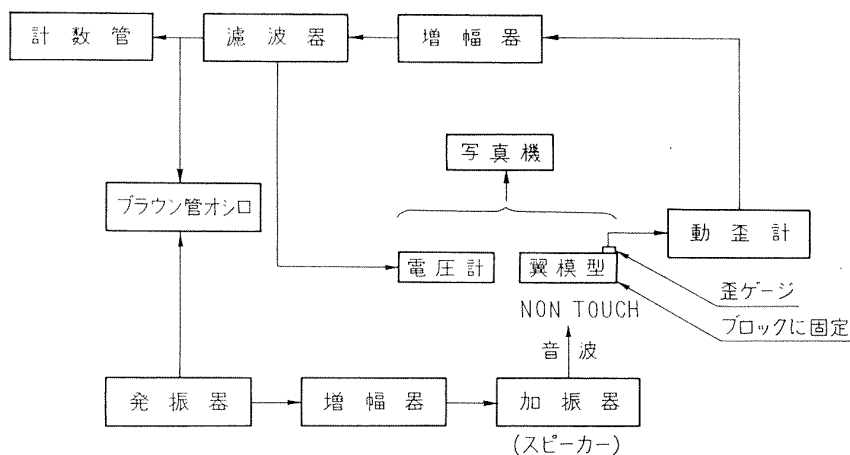 計数管
濾波器
増幅器
写真機
ブラウン管オシロ
動歪計
電圧計
翼模型
歪ゲージ
NON TOUCH
ブロックに固定
音波
発振器
増幅器
加振器
(スピーカー)